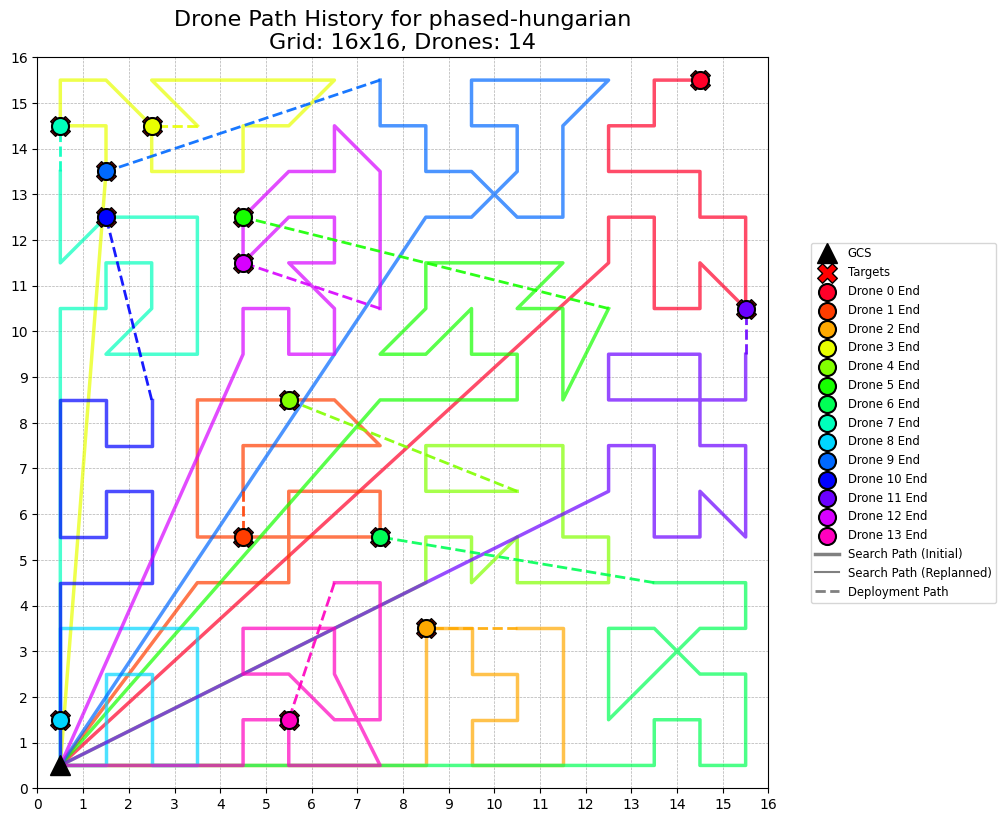 Drone Path History for phased-hungarian
Grid: 16x16, Drones: 14
16
15
14
13
12
11
10
9
8
7
6
5
4
3
2
1
0
0 1 2 3 4 5 6 7 8 9 10 11 12 13 14 15 16
GCS
Targets
Drone 0 End
Drone 1 End
Drone 2 End
Drone 3 End
Drone 4 End
Drone 5 End
Drone 6 End
Drone 7 End
Drone 8 End
Drone 9 End
Drone 10 End
Drone 11 End
Drone 12 End
Drone 13 End
Search Path (Initial)
Search Path (Replanned)
Deployment Path